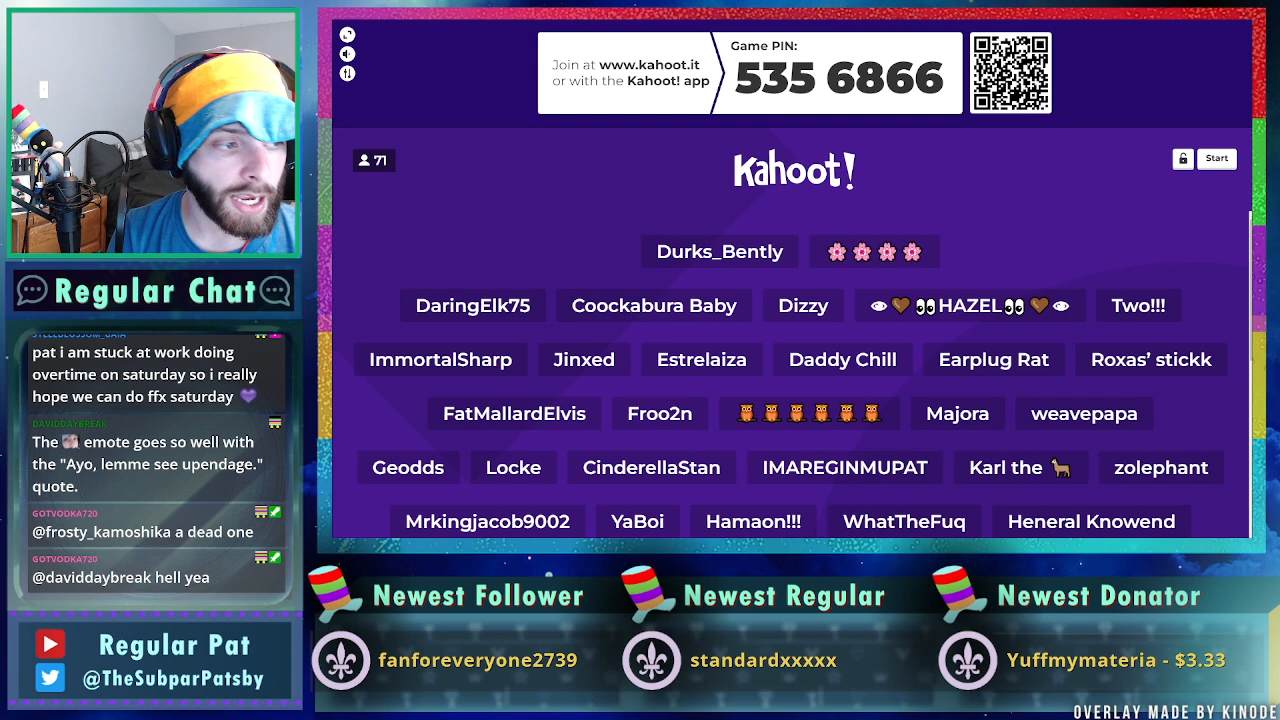 Join at www.kahoot.it
or with the Kahoot! app
Game PIN:
535 6866
71
Kahoot!
Start
Durks_Bently 🌸🌸🌸🌸
DaringElk75 Coockabura Baby Dizzy 👁🤎👀HAZEL👀🤎👁 Two!!!
ImmortalSharp Jinxed Estrelaiza Daddy Chill Earplug Rat Roxas’ stickk
FatMallardElvis Froo2n 🦉🦉🦉🦉🦉🦉 Majora weavepapa
Geodds Locke CinderellaStan IMAREGINMUPAT Karl the 🐐 zolephant
Mrkingjacob9002 YaBoi Hamaon!!! WhatTheFuq Heneral Knowend
Regular Chat
pat i am stuck at work doing
overtime on saturday so i really
hope we can do ffx saturday 💜
DAVIDDAYBREAK
The emote goes so well with
the "Ayo, lemme see upendage."
quote.
GOTVODKA720
@frosty_kamoshika a dead one
GOTVODKA720
@daviddaybreak hell yea
Regular Pat
@TheSubparPatsby
Newest Follower
fanforeveryone2739
Newest Regular
standardxxxxx
Newest Donator
Yuffmymateria - $3.33
OVERLAY MADE BY KINODE